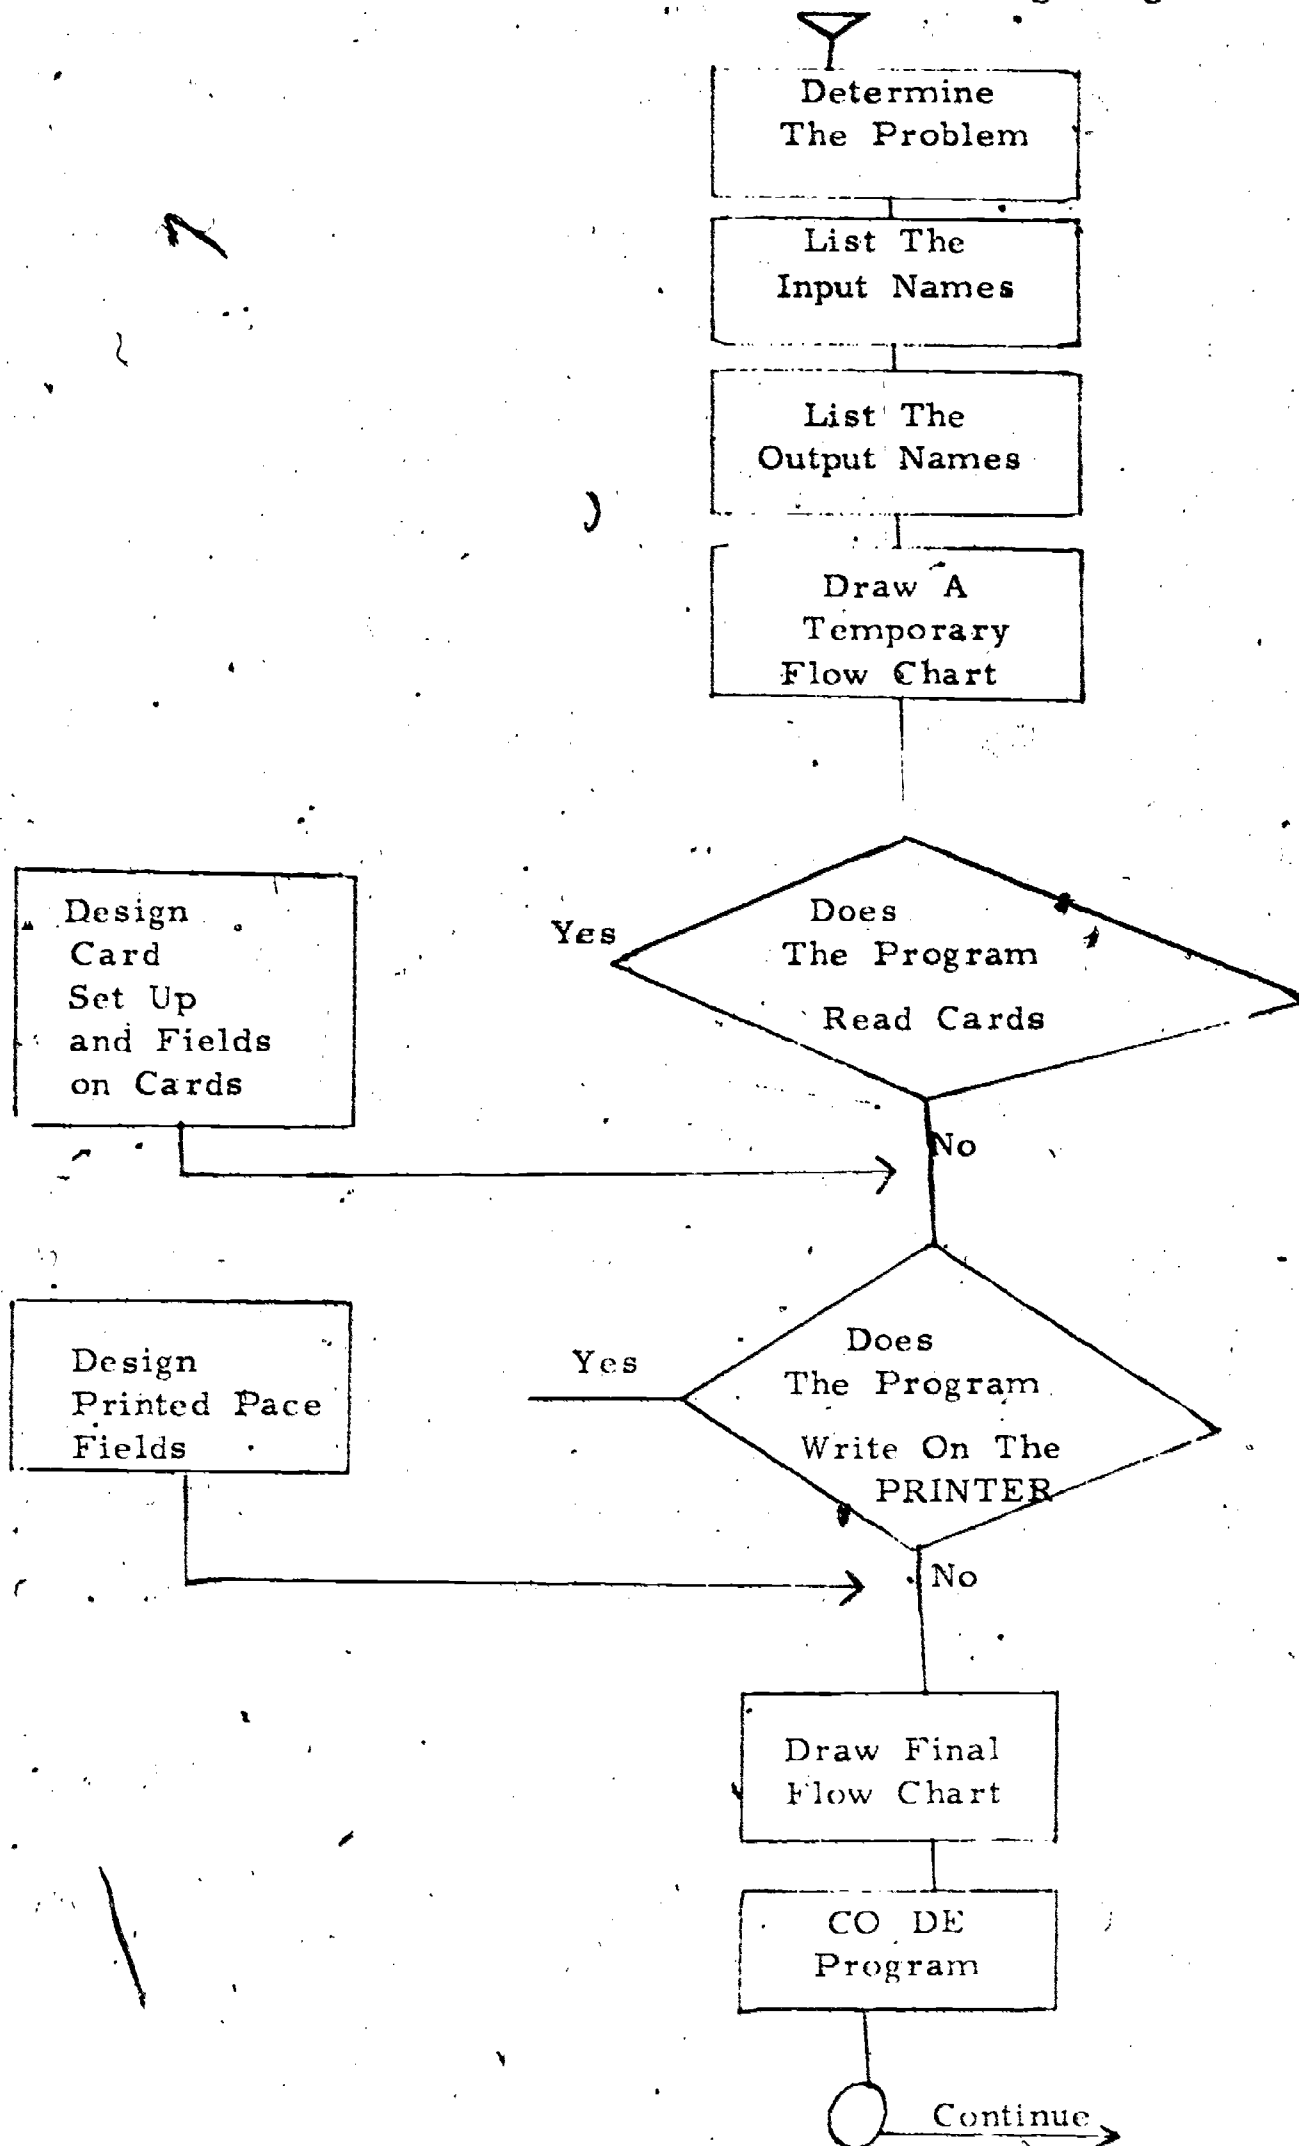 Determine
The Problem
List The
Input Names
List The
Output Names
Draw A
Temporary
Flow Chart
Does
The Program
Read Cards
Yes
Design
Card
Set Up
and Fields
on Cards
No
Does
The Program
Write On The
PRINTER
Yes
Design
Printed Pace
Fields
No
Draw Final
Flow Chart
CO DE
Program
Continue